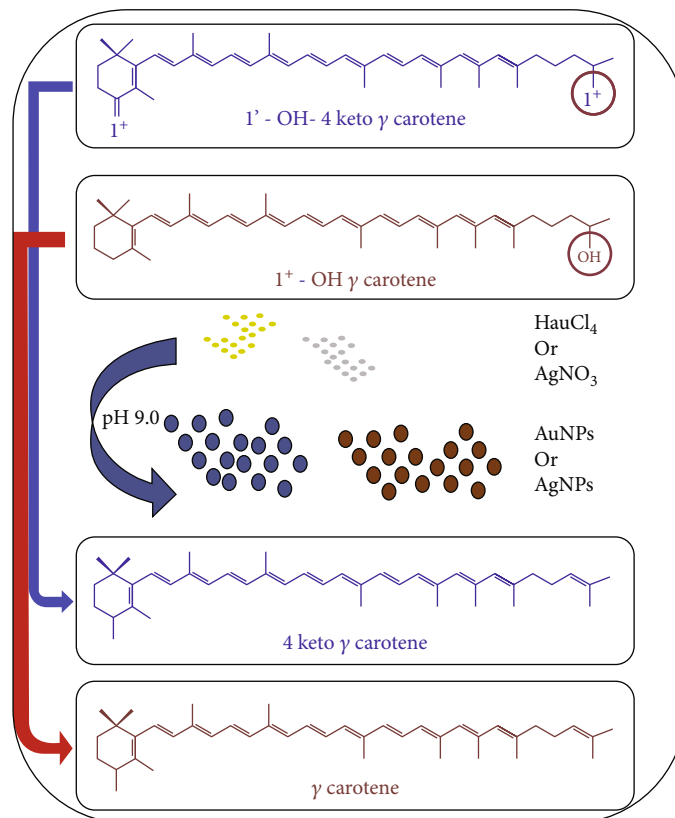 1⁺
1⁺
1' - OH- 4 keto γ carotene
OH
1⁺ - OH γ carotene
HauCl₄
Or
AgNO₃
pH 9.0
AuNPs
Or
AgNPs
4 keto γ carotene
γ carotene